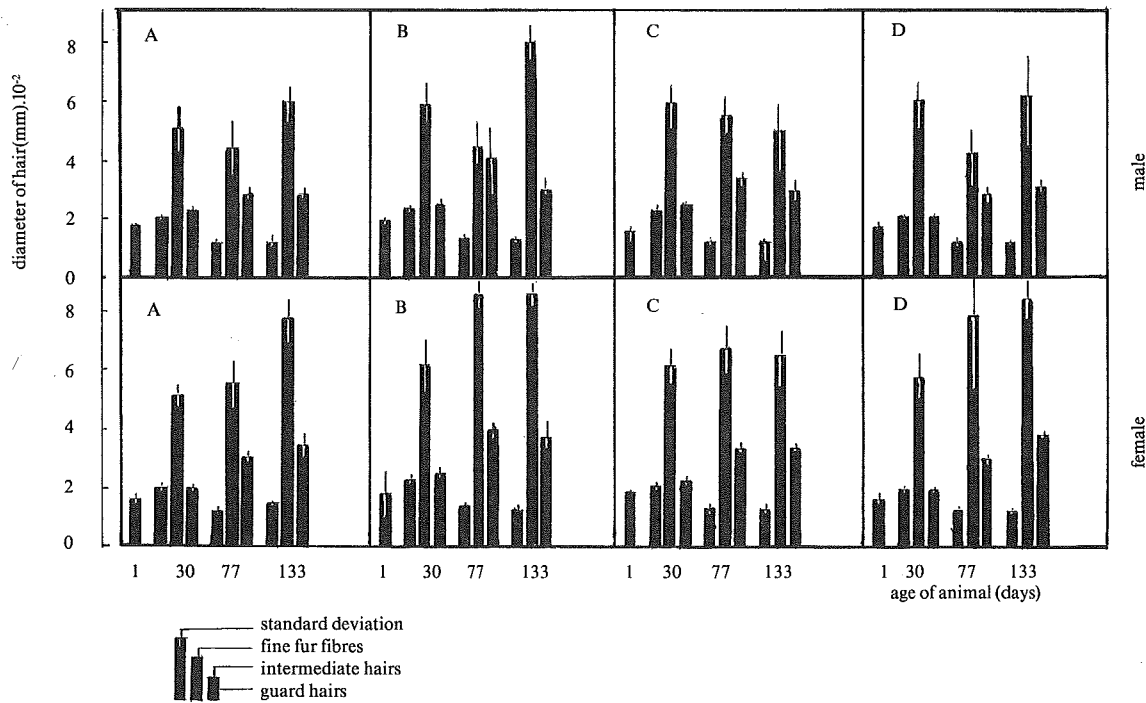 diameter of hair(mm).10⁻²
8
6
4
2
0
A
B
C
D
male
8
6
4
2
0
A
B
C
D
female
1 30 77 133 1 30 77 133 1 30 77 133 1 30 77 133
age of animal (days)
standard deviation
fine fur fibres
intermediate hairs
guard hairs